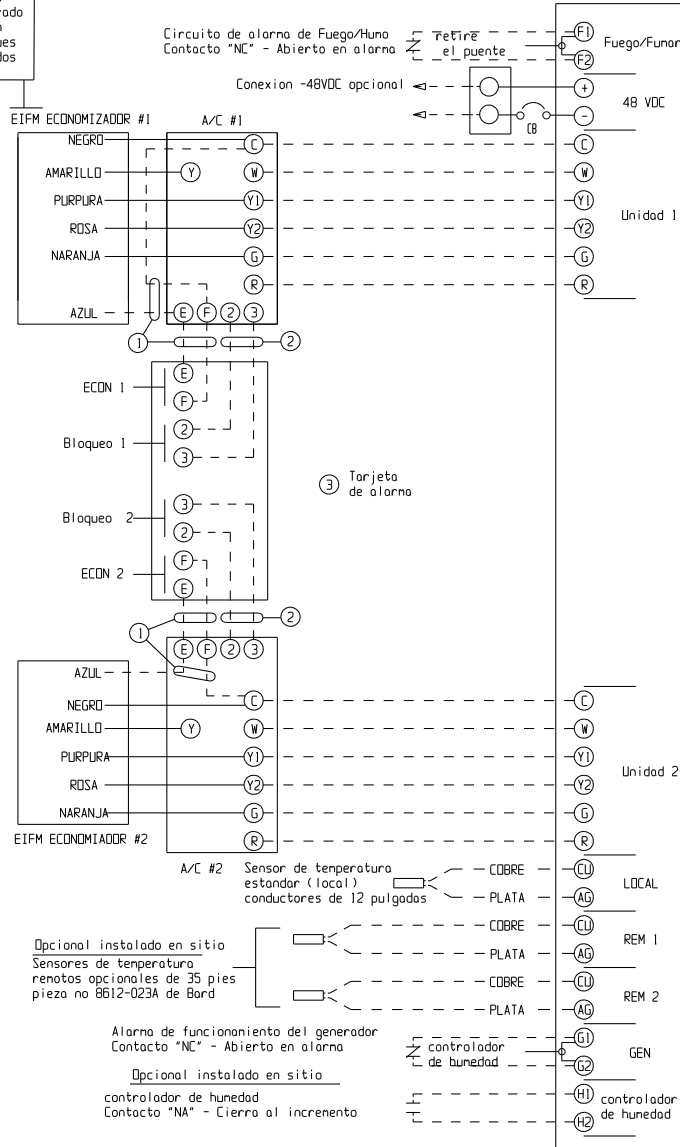 rado
n
ues
dos
Circuito de alarma de Fuego/Humo
Contacto "NC" - Abierto en alarma
retire
el puente
F1
F2
Fuego/Fumar
Conexion -48VDC opcional
+
-
CB
48 VDC
EIFM ECONOMIZADOR #1
A/C #1
NEGRO
AMARILLO
PURPURA
ROSA
NARANJA
AZUL
C
Y
W
Y1
Y2
G
R
E F 2 3
C
W
Y1
Y2
G
R
Unidad 1
1
2
ECON 1
E
F
Bloqueo 1
2
3
3
Tarjeta
de alarma
Bloqueo 2
3
2
ECON 2
F
E
1
2
E F 2 3
AZUL
NEGRO
AMARILLO
PURPURA
ROSA
NARANJA
EIFM ECONOMIADOR #2
C
Y
W
Y1
Y2
G
R
A/C #2
C
W
Y1
Y2
G
R
Unidad 2
Sensor de temperatura
estandar (local)
conductores de 12 pulgadas
COBRE
PLATA
CU
AG
LOCAL
Opcional instalado en sitio
Sensores de temperatura
remotos opcionales de 35 pies
pieza no 8612-023A de Bard
COBRE
PLATA
CU
AG
REM 1
COBRE
PLATA
CU
AG
REM 2
Alarma de funcionamiento del generador
Contacto "NC" - Abierto en alarma
controlador
de humedad
G1
G2
GEN
Opcional instalado en sitio
controlador de humedad
Contacto "NA" - Cierra al incremento
H1
H2
controlador
de humedad